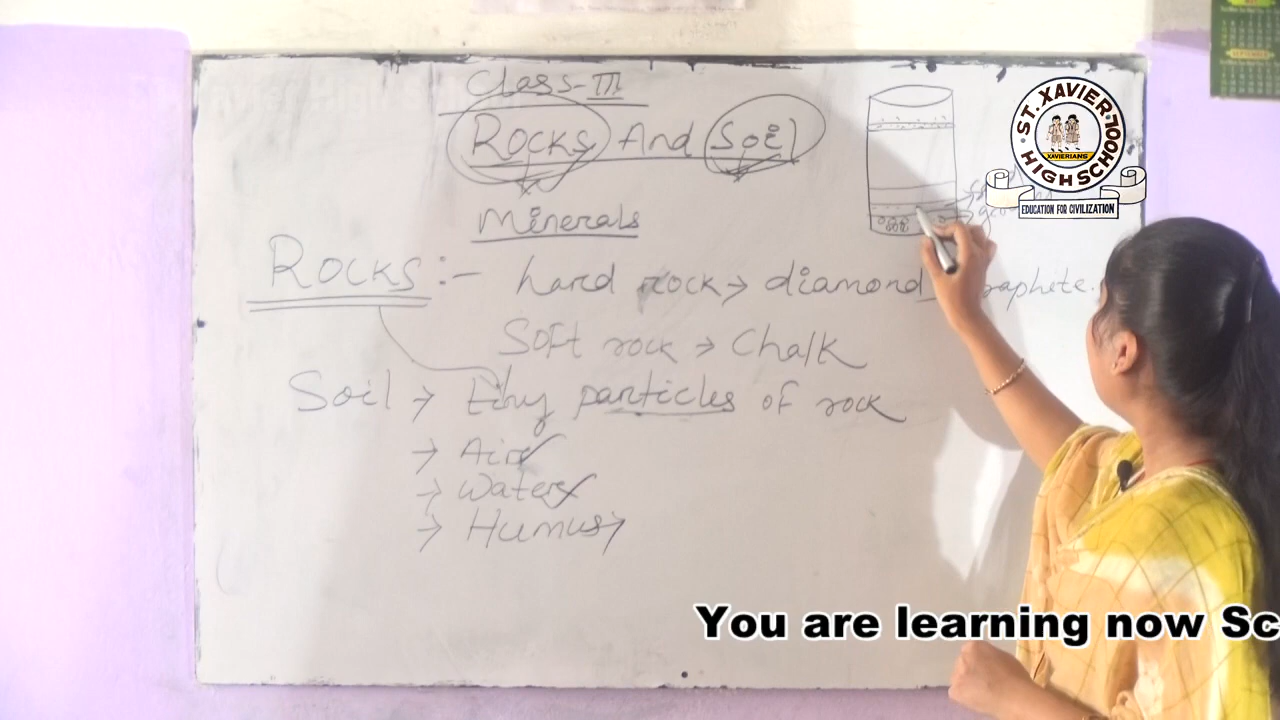 Class-III
Rocks And Soil
Minerals
Rocks :- hard rock → diamond, graphite.
Soft rock → Chalk
Soil → tiny particles of rock
→ Air
→ Water
→ Humus
ST. XAVIER HIGH SCHOOL
XAVIERIANS
EDUCATION FOR CIVILIZATION
You are learning now Sc